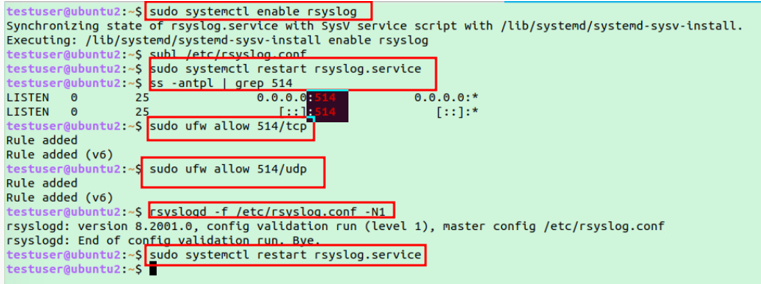 testuser@ubuntu2:~$ sudo systemctl enable rsyslog
Synchronizing state of rsyslog.service with SysV service script with /lib/systemd/systemd-sysv-install.
Executing: /lib/systemd/systemd-sysv-install enable rsyslog
testuser@ubuntu2:~$ subl /etc/rsyslog.conf
testuser@ubuntu2:~$ sudo systemctl restart rsyslog.service
testuser@ubuntu2:~$ ss -antpl | grep 514
LISTEN 0 25 0.0.0.0:514 0.0.0.0:*
LISTEN 0 25 [::]:514 [::]:*
testuser@ubuntu2:~$ sudo ufw allow 514/tcp
Rule added
Rule added (v6)
testuser@ubuntu2:~$ sudo ufw allow 514/udp
Rule added
Rule added (v6)
testuser@ubuntu2:~$ rsyslogd -f /etc/rsyslog.conf -N1
rsyslogd: version 8.2001.0, config validation run (level 1), master config /etc/rsyslog.conf
rsyslogd: End of config validation run. Bye.
testuser@ubuntu2:~$ sudo systemctl restart rsyslog.service
testuser@ubuntu2:~$